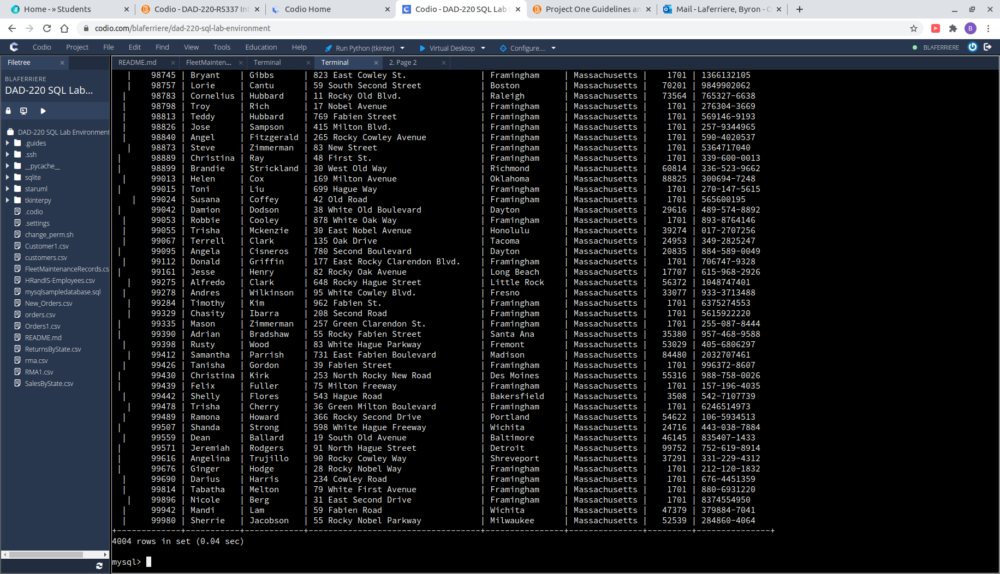 Home - » Students
Codio - DAD-220-R5337 Int
Codio Home
Codio - DAD-220 SQL Lab
Project One Guidelines an
Mail - Laferriere, Byron - O
codio.com/blaferriere/dad-220-sql-lab-environment
B
Codio Project File Edit Find View Tools Education Help Run Python (tkinter) Virtual Desktop Configure.... BLAFERRIERE
Filetree
README.md FleetMainten... Terminal Terminal 2. Page 2
BLAFERRIERE
DAD-220 SQL Lab...
DAD-220 SQL Lab Environment
.guides
.ssh
__pycache__
sqlite
staruml
tkinterpy
.codio
.settings
change_perm.sh
Customer1.csv
customers.csv
FleetMaintenanceRecords.cs
HRandIS-Employees.csv
mysqlsampledatabase.sql
New_Orders.csv
orders.csv
Orders1.csv
README.md
ReturnsByState.csv
rma.csv
RMA1.csv
SalesByState.csv
| 98745 | Bryant | Gibbs | 823 East Cowley St. | Framingham | Massachusetts | 1701 | 1366132105
| 98757 | Lorie | Cantu | 59 South Second Street | Boston | Massachusetts | 70201 | 9849902062
| 98783 | Cornelius | Hubbard | 11 Rocky Old Blvd. | Raleigh | Massachusetts | 73564 | 765327-6638
| 98798 | Troy | Rich | 17 Nobel Avenue | Framingham | Massachusetts | 1701 | 276304-3669
| 98813 | Teddy | Hubbard | 769 Fabien Street | Framingham | Massachusetts | 1701 | 569146-9193
| 98826 | Jose | Sampson | 415 Milton Blvd. | Framingham | Massachusetts | 1701 | 257-9344965
| 98840 | Angel | Fitzgerald | 265 Rocky Cowley Avenue | Framingham | Massachusetts | 1701 | 590-4020537
| 98873 | Steve | Zimmerman | 83 New Street | Framingham | Massachusetts | 1701 | 5364717040
| 98889 | Christina | Ray | 48 First St. | Framingham | Massachusetts | 1701 | 339-600-0013
| 98899 | Brandie | Strickland | 30 West Old Way | Richmond | Massachusetts | 60814 | 336-523-9662
| 99013 | Helen | Cox | 169 Milton Avenue | Oklahoma | Massachusetts | 88825 | 300694-7248
| 99015 | Toni | Liu | 699 Hague Way | Framingham | Massachusetts | 1701 | 270-147-5615
| 99024 | Susana | Coffey | 42 Old Road | Framingham | Massachusetts | 1701 | 565600195
| 99042 | Damion | Dodson | 38 White Old Boulevard | Dayton | Massachusetts | 29616 | 489-574-8892
| 99053 | Robbie | Cooley | 878 White Oak Way | Framingham | Massachusetts | 1701 | 893-8764146
| 99055 | Trisha | Mckenzie | 30 East Nobel Avenue | Honolulu | Massachusetts | 39274 | 017-2707256
| 99067 | Terrell | Clark | 135 Oak Drive | Tacoma | Massachusetts | 24953 | 349-2825247
| 99095 | Angela | Cisneros | 780 Second Boulevard | Dayton | Massachusetts | 20835 | 884-589-0049
| 99112 | Donald | Griffin | 177 East Rocky Clarendon Blvd. | Framingham | Massachusetts | 1701 | 706747-9328
| 99161 | Jesse | Henry | 82 Rocky Oak Avenue | Long Beach | Massachusetts | 17707 | 615-968-2926
| 99275 | Alfredo | Clark | 648 Rocky Hague Street | Little Rock | Massachusetts | 56372 | 1048747401
| 99278 | Andres | Wilkinson | 95 White Cowley Blvd. | Fresno | Massachusetts | 33077 | 933-3713488
| 99284 | Timothy | Kim | 962 Fabien St. | Framingham | Massachusetts | 1701 | 6375274553
| 99329 | Chasity | Ibarra | 208 Second Road | Framingham | Massachusetts | 1701 | 5615922220
| 99335 | Mason | Zimmerman | 257 Green Clarendon St. | Framingham | Massachusetts | 1701 | 255-087-8444
| 99390 | Adrian | Bradshaw | 55 Rocky Fabien Street | Santa Ana | Massachusetts | 35380 | 957-468-9588
| 99398 | Rusty | Wood | 83 White Hague Parkway | Fremont | Massachusetts | 53029 | 405-6806297
| 99412 | Samantha | Parrish | 731 East Fabien Boulevard | Madison | Massachusetts | 84480 | 2032707461
| 99426 | Tanisha | Gordon | 39 Fabien Street | Framingham | Massachusetts | 1701 | 996372-8607
| 99430 | Christina | Kirk | 253 North Rocky New Road | Des Moines | Massachusetts | 55316 | 988-758-0026
| 99439 | Felix | Fuller | 75 Milton Freeway | Framingham | Massachusetts | 1701 | 157-196-4035
| 99442 | Shelly | Flores | 543 Hague Road | Bakersfield | Massachusetts | 3508 | 542-7107739
| 99478 | Trisha | Cherry | 36 Green Milton Boulevard | Framingham | Massachusetts | 1701 | 6246514973
| 99489 | Ramona | Howard | 366 Rocky Second Drive | Portland | Massachusetts | 54622 | 106-5934513
| 99507 | Shanda | Strong | 598 White Hague Freeway | Wichita | Massachusetts | 24716 | 443-038-7884
| 99559 | Dean | Ballard | 19 South Old Avenue | Baltimore | Massachusetts | 46145 | 835407-1433
| 99571 | Jeremiah | Rodgers | 91 North Hague Street | Detroit | Massachusetts | 99752 | 752-619-8914
| 99616 | Angelina | Trujillo | 90 Rocky Cowley Way | Shreveport | Massachusetts | 37291 | 331-229-4312
| 99676 | Ginger | Hodge | 28 Rocky Nobel Way | Framingham | Massachusetts | 1701 | 212-120-1832
| 99690 | Darius | Harris | 234 Cowley Road | Framingham | Massachusetts | 1701 | 676-4451359
| 99814 | Tabatha | Melton | 79 White First Avenue | Framingham | Massachusetts | 1701 | 880-6931220
| 99896 | Nicole | Berg | 31 East Second Drive | Framingham | Massachusetts | 1701 | 8374554950
| 99942 | Mandi | Lam | 59 Fabien Road | Wichita | Massachusetts | 47379 | 379884-7041
| 99980 | Sherrie | Jacobson | 55 Rocky Nobel Parkway | Milwaukee | Massachusetts | 52539 | 284860-4064
+-------------+-----------+------------+-----------------------------------+----------------+---------------+---------+---------------+
4004 rows in set (0.04 sec)
mysql>